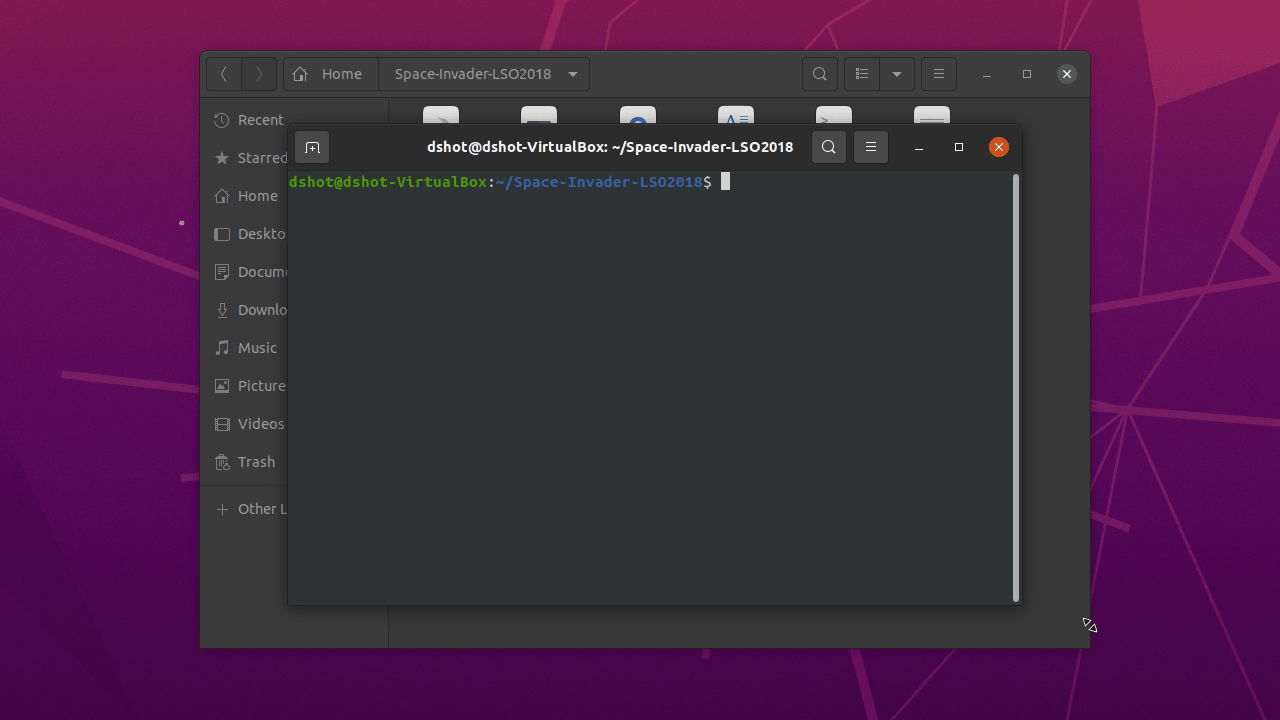 Home Space-Invader-LSO2018
Recent
dshot@dshot-VirtualBox: ~/Space-Invader-LSO2018
dshot@dshot-VirtualBox:~/Space-Invader-LSO2018$
Starred
Home
Deskto
Docume
Downlo
Music
Picture
Videos
Trash
Other L